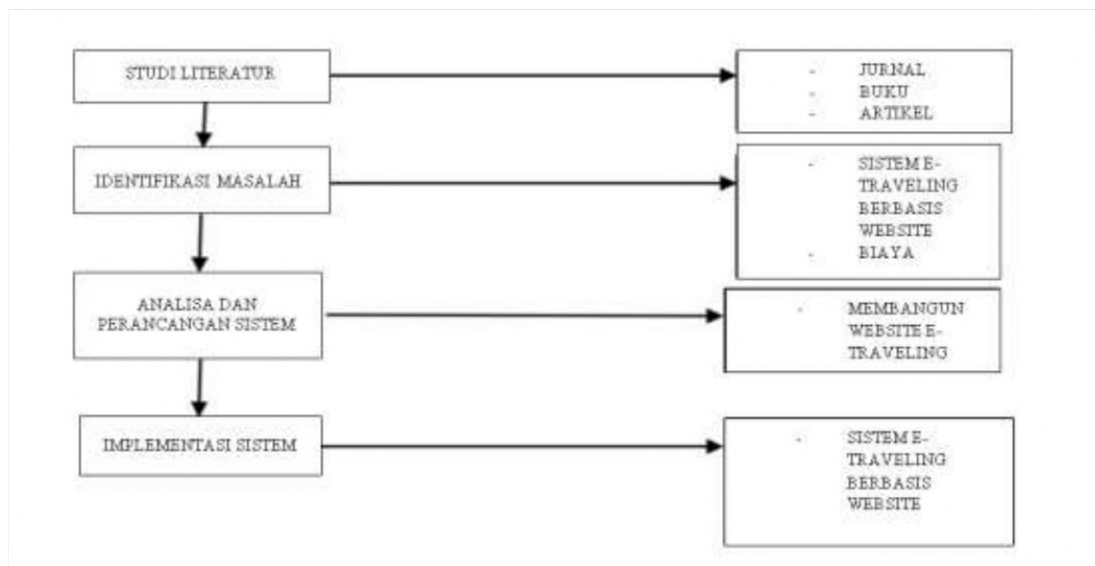 STUDI LITERATUR
- JURNAL
- BUKU
- ARTIKEL
IDENTIFIKASI MASALAH
- SISTEM E-
TRAVELING
BERBASIS
WEBSITE
- BIAYA
ANALISA DAN
PERANCANGAN SISTEM
- MEMBANGUN
WEBSITE E-
TRAVELING
IMPLEMENTASI SISTEM
- SISTEM E-
TRAVELING
BERBASIS
WEBSITE